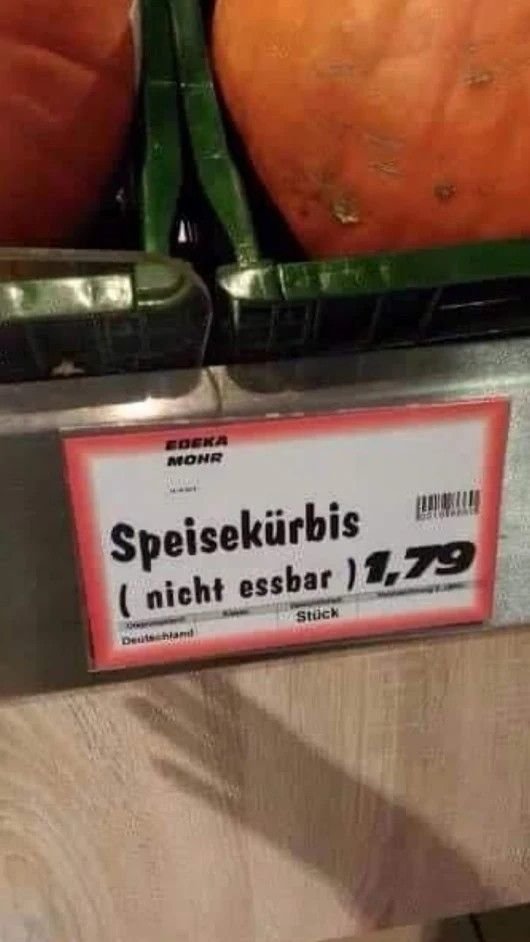 EDEKA
MOHR
Speisekürbis
( nicht essbar ) 1,79
Deutschland
Stück